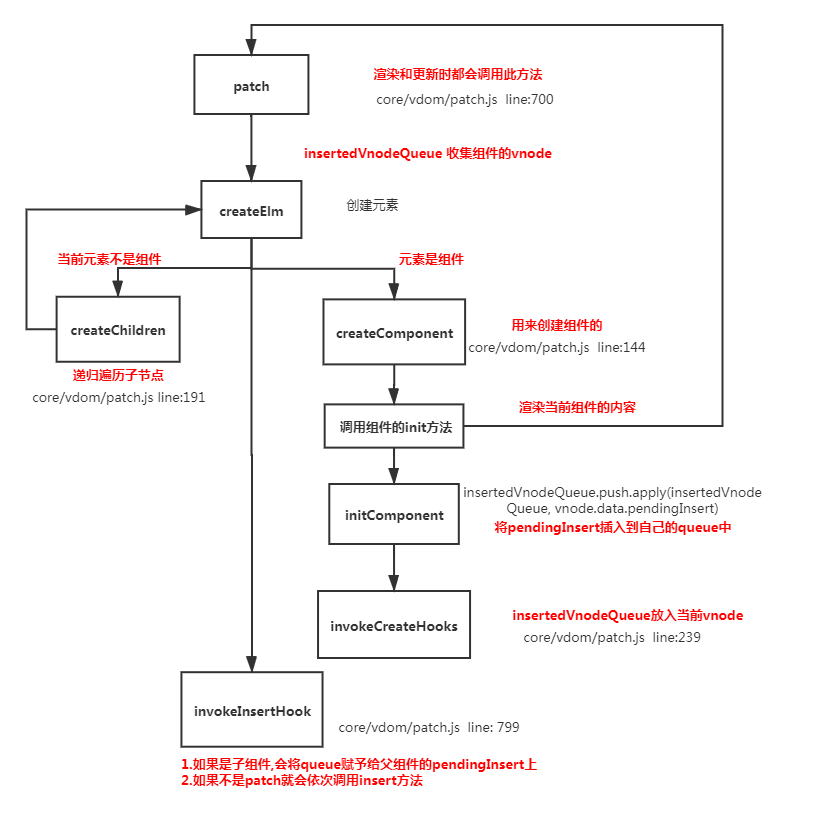 patch
渲染和更新时都会调用此方法
core/vdom/patch.js  line:700
insertedVnodeQueue 收集组件的vnode
createElm
创建元素
当前元素不是组件
元素是组件
createChildren
createComponent
用来创建组件的
core/vdom/patch.js  line:144
递归遍历子节点
core/vdom/patch.js line:191
调用组件的init方法
渲染当前组件的内容
initComponent
insertedVnodeQueue.push.apply(insertedVnode
Queue, vnode.data.pendingInsert)
将pendingInsert插入到自己的queue中
invokeCreateHooks
insertedVnodeQueue放入当前vnode
core/vdom/patch.js  line:239
invokeInsertHook
core/vdom/patch.js  line: 799
1.如果是子组件,会将queue赋予给父组件的pendingInsert上
2.如果不是patch就会依次调用insert方法